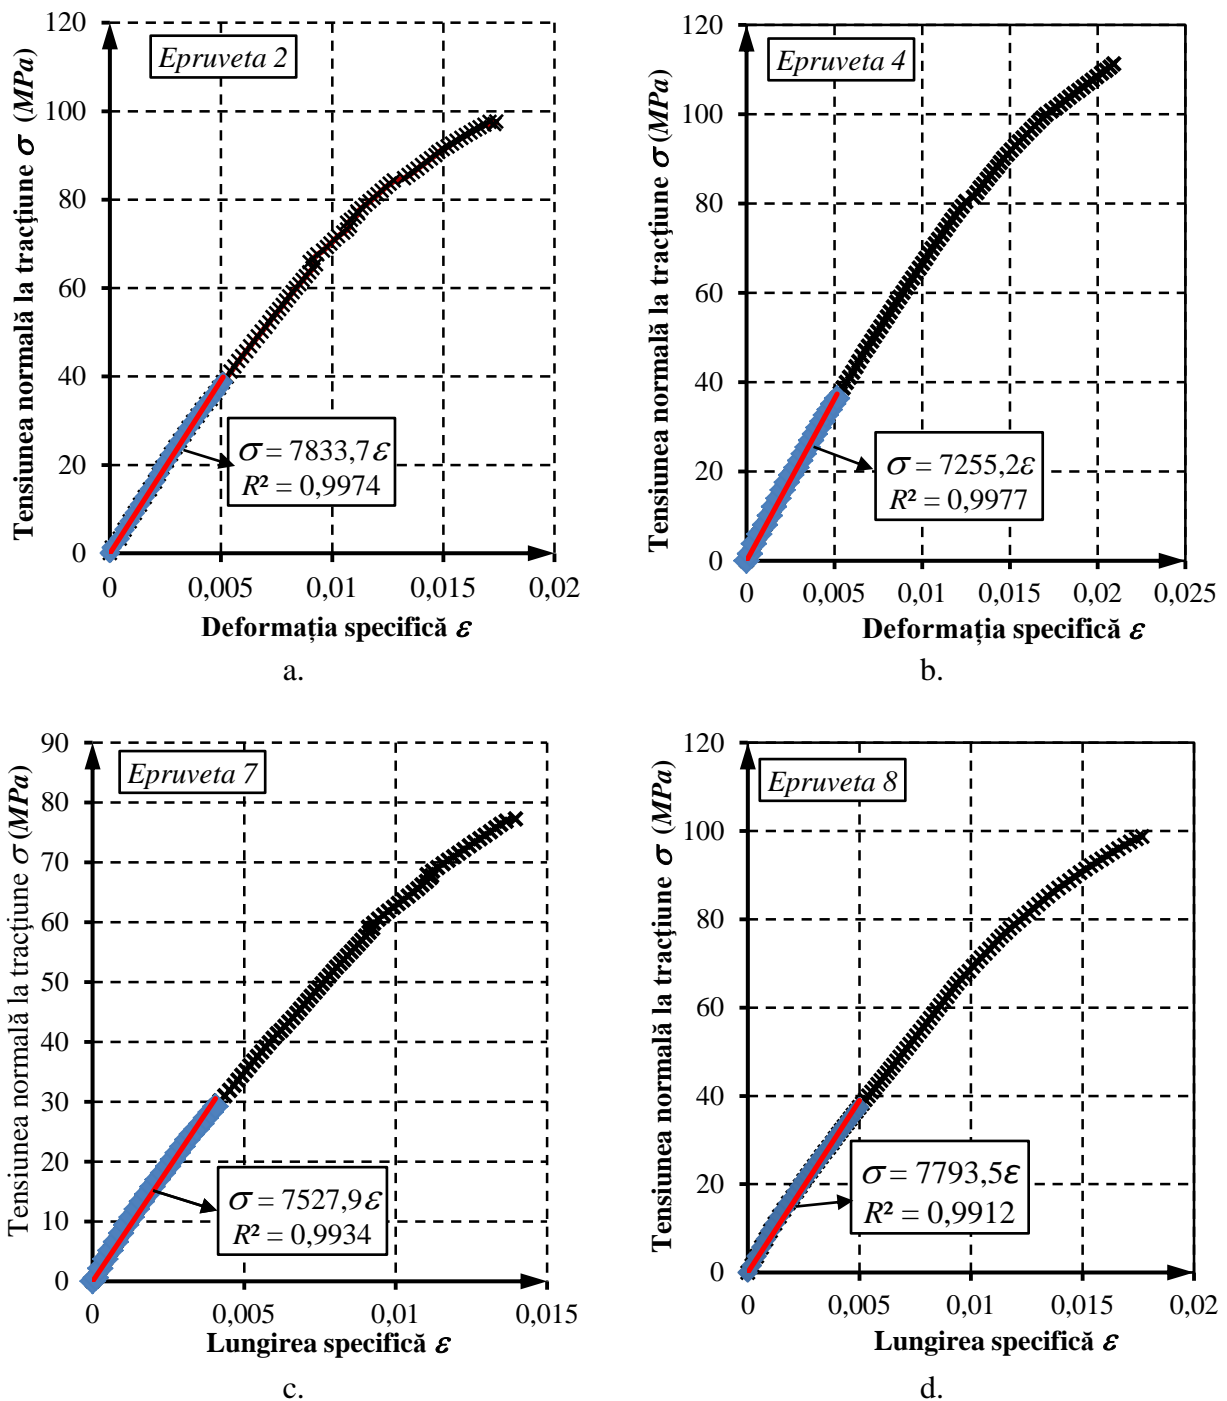 Tensiunea normală la tracțiune σ (MPa)
120
100
80
60
40
20
0
Epruveta 2
σ = 7833,7ε
R² = 0,9974
0 0,005 0,01 0,015 0,02
Deformația specifică ε
a.
Tensiunea normală la tracţiune σ (MPa)
120
100
80
60
40
20
0
Epruveta 4
σ = 7255,2ε
R² = 0,9977
0 0,005 0,01 0,015 0,02 0,025
Deformația specifică ε
b.
Tensiunea normală la tracțiune σ (MPa)
90
80
70
60
50
40
30
20
10
0
Epruveta 7
σ = 7527,9ε
R² = 0,9934
0 0,005 0,01 0,015
Lungirea specifică ε
c.
Tensiunea normală la tracţiune σ (MPa)
120
100
80
60
40
20
0
Epruveta 8
σ = 7793,5ε
R² = 0,9912
0 0,005 0,01 0,015 0,02
Lungirea specifică ε
d.